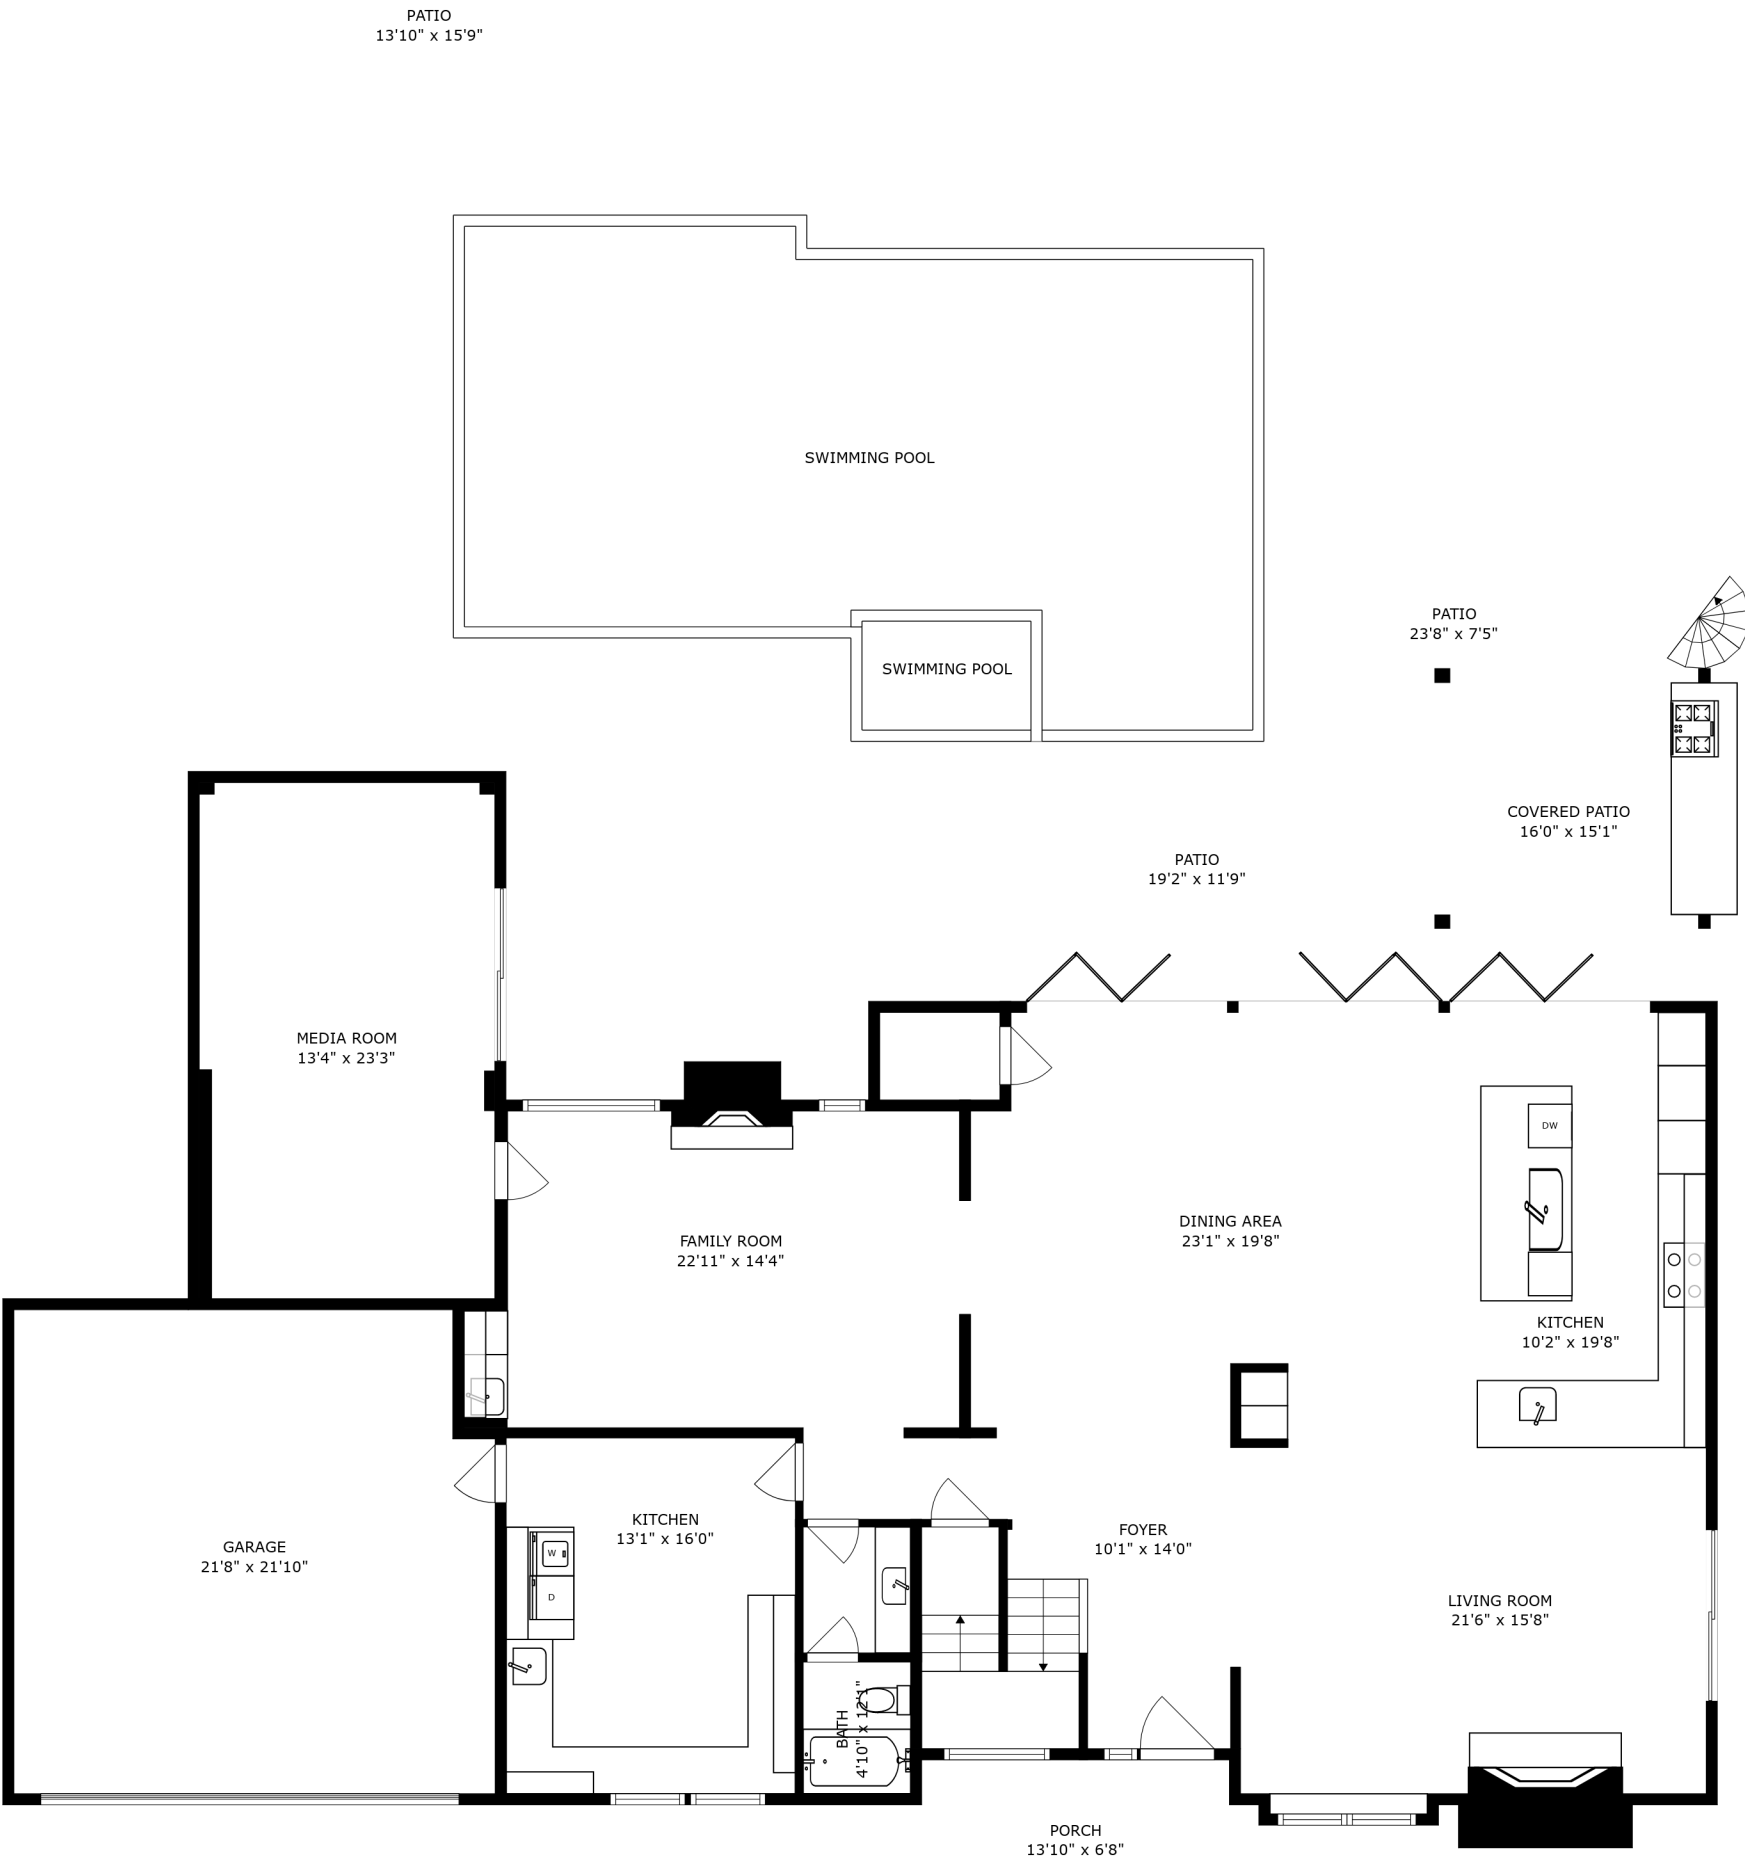 PATIO
13'10" x 15'9"
SWIMMING POOL
PATIO
23'8" x 7'5"
SWIMMING POOL
COVERED PATIO
16'0" x 15'1"
PATIO
19'2" x 11'9"
MEDIA ROOM
13'4" x 23'3"
DW
DINING AREA
23'1" x 19'8"
FAMILY ROOM
22'11" x 14'4"
KITCHEN
10'2" x 19'8"
KITCHEN
13'1" x 16'0"
FOYER
10'1" x 14'0"
GARAGE
21'8" x 21'10"
W
D
LIVING ROOM
21'6" x 15'8"
BATH
4'10" x 12'1"
PORCH
13'10" x 6'8"